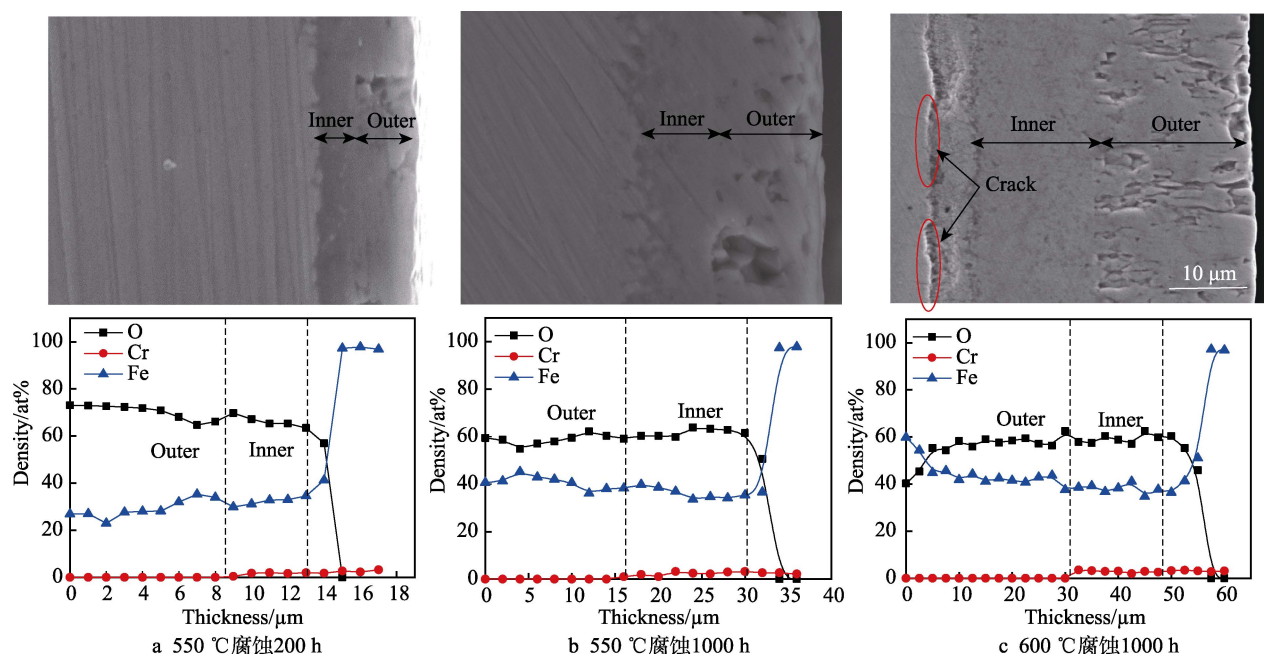 Inner Outer
Inner Outer
Inner Outer
Crack
10 µm
O
Cr
Fe
Outer Inner
Density/at%
100
80
60
40
20
0
0 2 4 6 8 10 12 14 16 18
Thickness/µm
a 550 ℃腐蚀200 h
O
Cr
Fe
Outer Inner
Density/at%
100
80
60
40
20
0
0 5 10 15 20 25 30 35 40
Thickness/µm
b 550 ℃腐蚀1000 h
O
Cr
Fe
Outer Inner
Density/at%
100
80
60
40
20
0
0 10 20 30 40 50 60
Thickness/µm
c 600 ℃腐蚀1000 h